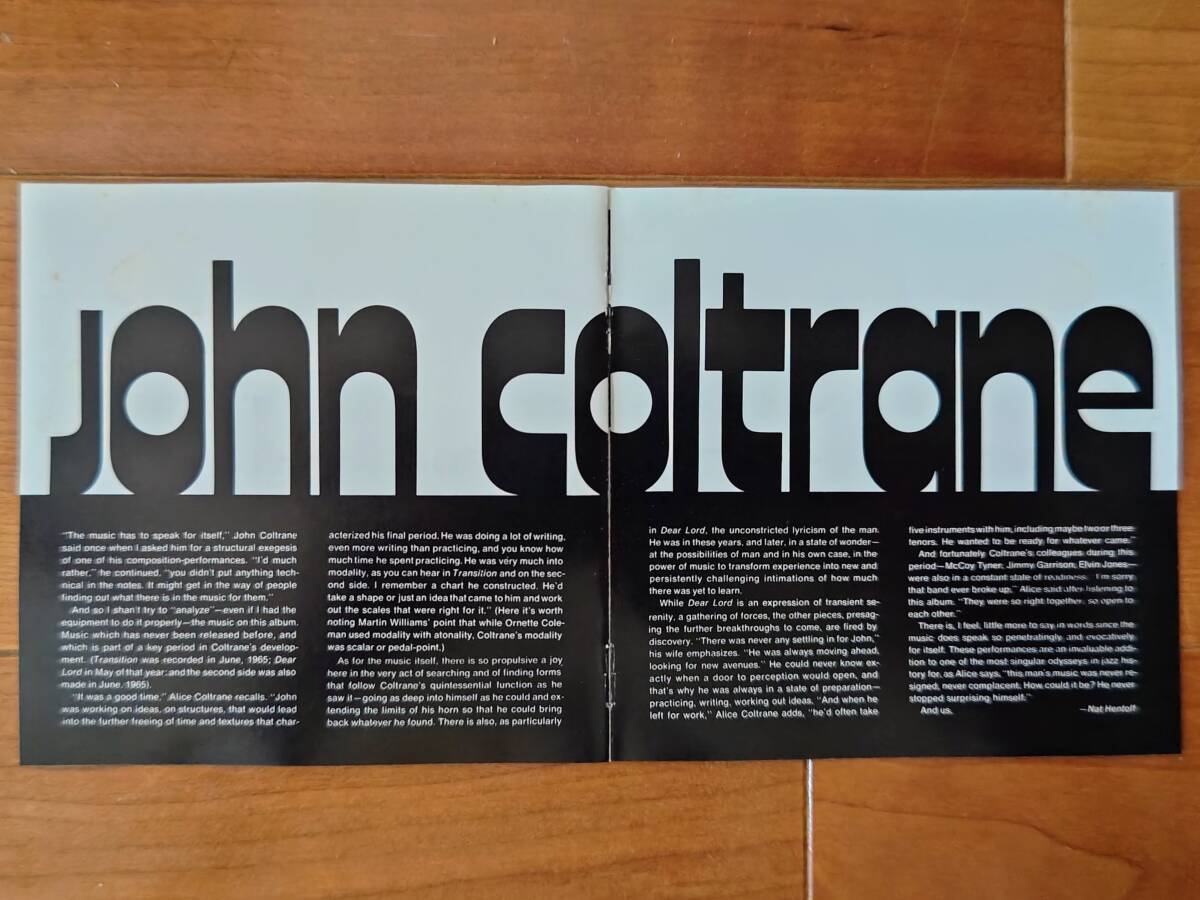 john coltrane
"The music has to speak for itself," John Coltrane
said once when I asked him for a structural exegesis
of one of his composition-performances. "I'd much
rather," he continued, "you didn't put anything tech-
nical in the notes. It might get in the way of people
finding out what there is in the music for them."
And so I shan't try to "analyze"—even if I had the
equipment to do it properly—the music on this album.
Music which has never been released before, and
which is part of a key period in Coltrane's develop-
ment. (Transition was recorded in June, 1965; Dear
Lord in May of that year; and the second side was also
made in June, 1965).
"It was a good time," Alice Coltrane recalls. "John
was working on ideas, on structures, that would lead
into the further freeing of time and textures that char-
acterized his final period. He was doing a lot of writing,
even more writing than practicing, and you know how
much time he spent practicing. He was very much into
modality, as you can hear in Transition and on the sec-
ond side. I remember a chart he constructed. He'd
take a shape or just an idea that came to him and work
out the scales that were right for it." (Here it's worth
noting Martin Williams' point that while Ornette Cole-
man used modality with atonality, Coltrane's modality
was scalar or pedal-point.)
As for the music itself, there is so propulsive a joy
here in the very act of searching and of finding forms
that follow Coltrane's quintessential function as he
saw it—going as deep into himself as he could and ex-
tending the limits of his horn so that he could bring
back whatever he found. There is also, as particularly
in Dear Lord, the unconstricted lyricism of the man.
He was in these years, and later, in a state of wonder—
at the possibilities of man and in his own case, in the
power of music to transform experience into new and
persistently challenging intimations of how much
there was yet to learn.
While Dear Lord is an expression of transient se-
renity, a gathering of forces, the other pieces, presag-
ing the further breakthroughs to come, are fired by
discovery. "There was never any settling in for John,"
his wife emphasizes. "He was always moving ahead,
looking for new avenues." He could never know ex-
actly when a door to perception would open, and
that's why he was always in a state of preparation—
practicing, writing, working out ideas. "And when he
left for work," Alice Coltrane adds, "he'd often take
five instruments with him, including maybe two or three
tenors. He wanted to be ready for whatever came."
And fortunately Coltrane's colleagues during this
period—McCoy Tyner, Jimmy Garrison, Elvin Jones—
were also in a constant state of readiness. "I'm sorry
that band ever broke up," Alice said after listening to
this album. "They were so right together, so open to
each other."
There is, I feel, little more to say in words since the
music does speak so penetratingly and evocatively
for itself. These performances are an invaluable addi-
tion to one of the most singular odysseys in jazz his-
tory for, as Alice says, "this man's music was never re-
signed, never complacent. How could it be? He never
stopped surprising himself."
And us.
—Nat Hentoff